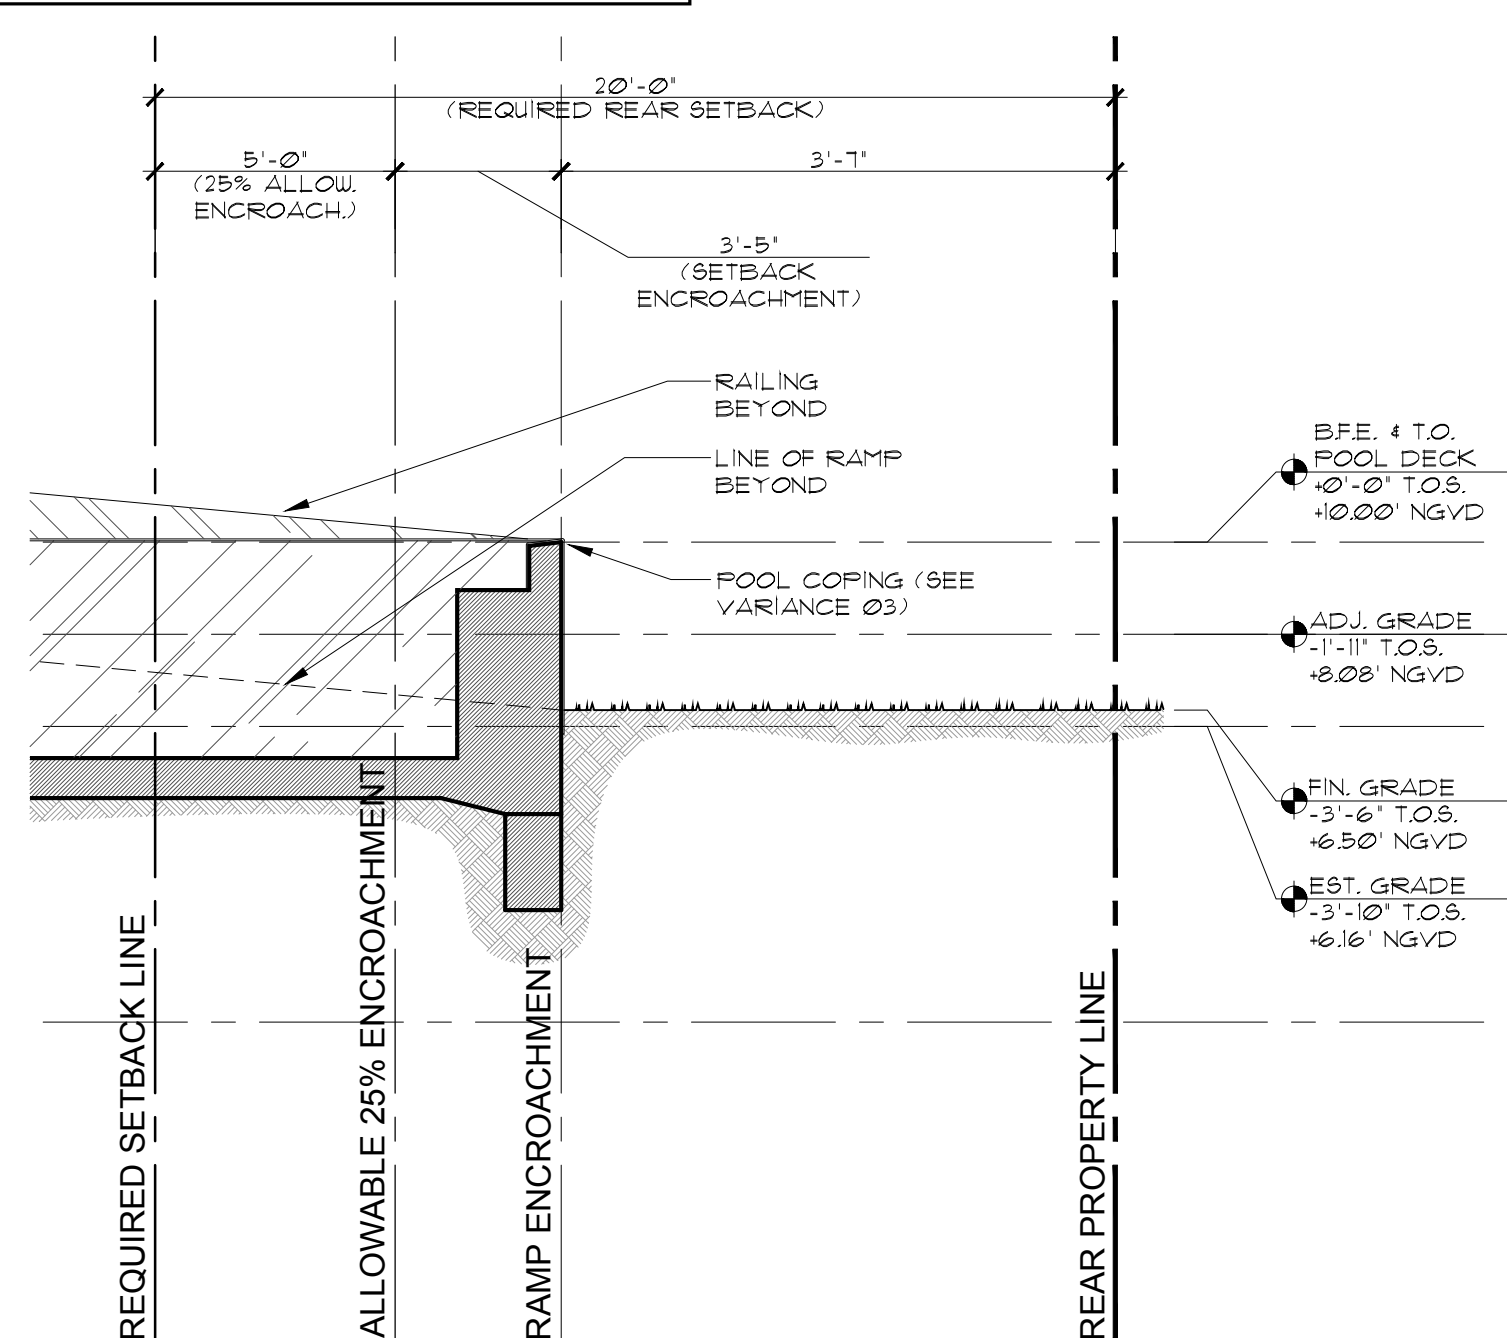 20'-0"
(REQUIRED REAR SETBACK)
5'-0"
(25% ALLOW.
ENCROACH.)
3'-7"
3'-5"
(SETBACK
ENCROACHMENT)
RAILING
BEYOND
LINE OF RAMP
BEYOND
POOL COPING (SEE
VARIANCE 03)
B.F.E. & T.O.
POOL DECK
+0'-0" T.O.S.
+10.00' NGVD
ADJ. GRADE
-1'-11" T.O.S.
+8.08' NGVD
FIN. GRADE
-3'-6" T.O.S.
+6.50' NGVD
EST. GRADE
-3'-10" T.O.S.
+6.16' NGVD
REQUIRED SETBACK LINE
ALLOWABLE 25% ENCROACHMENT
RAMP ENCROACHMENT
REAR PROPERTY LINE